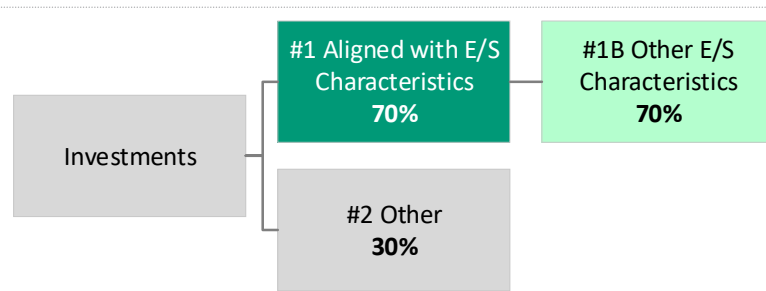 Investments
#1 Aligned with E/S
Characteristics
70%
#1B Other E/S
Characteristics
70%
#2 Other
30%